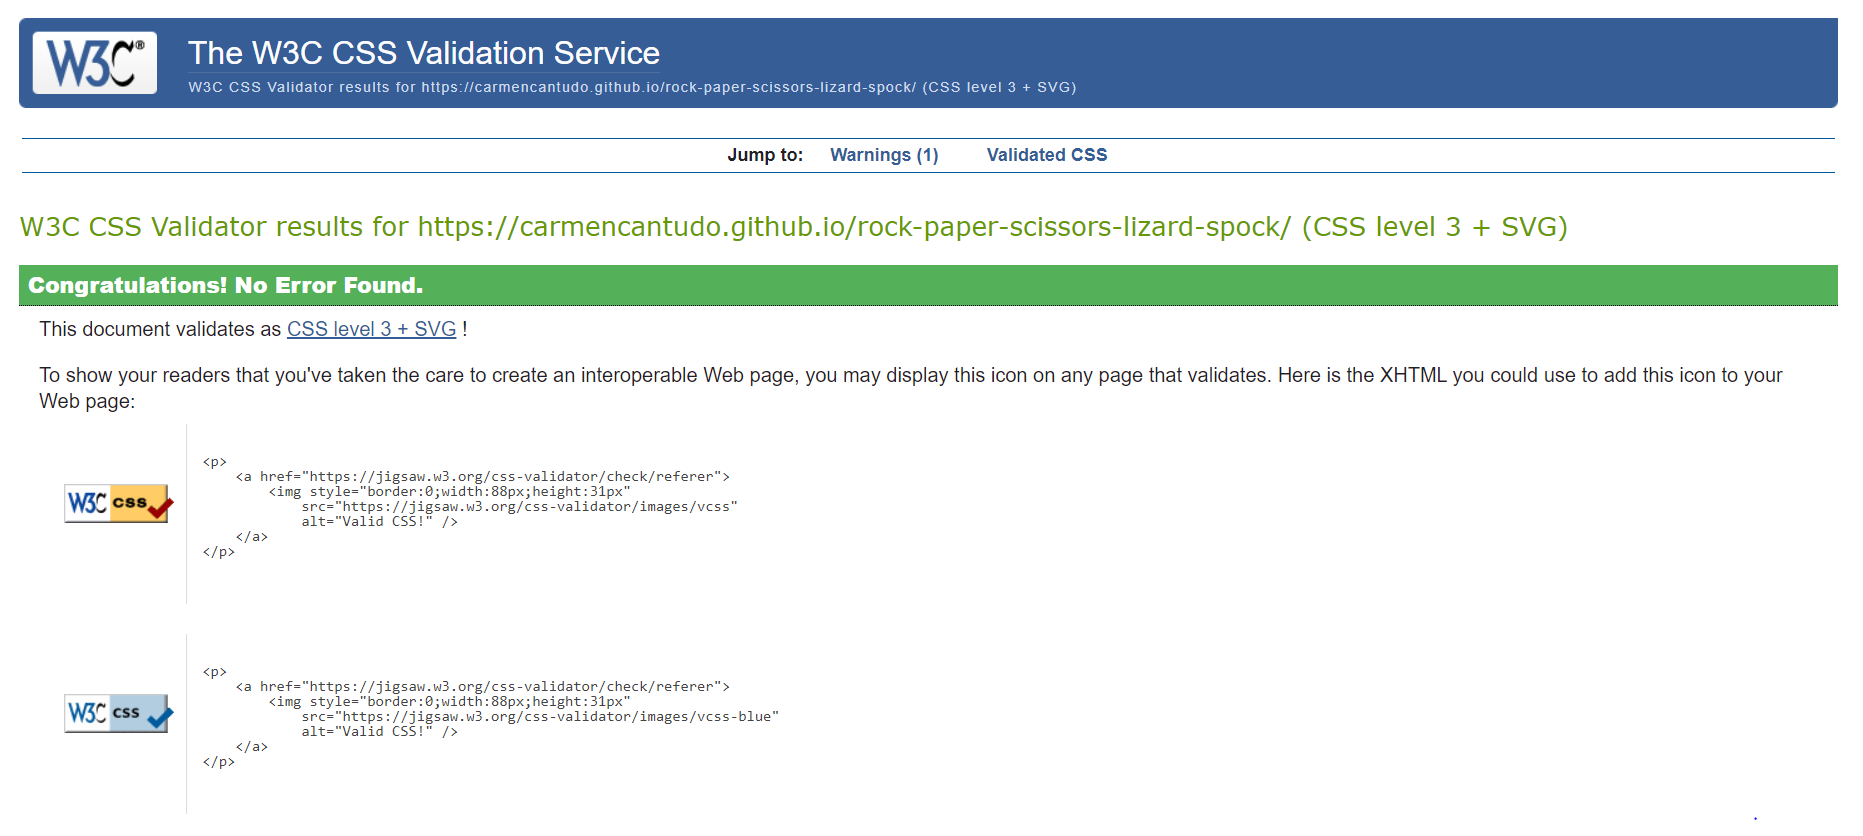 W3C®
The W3C CSS Validation Service
W3C CSS Validator results for https://carmencantudo.github.io/rock-paper-scissors-lizard-spock/ (CSS level 3 + SVG)
Jump to: Warnings (1) Validated CSS
W3C CSS Validator results for https://carmencantudo.github.io/rock-paper-scissors-lizard-spock/ (CSS level 3 + SVG)
Congratulations! No Error Found.
This document validates as CSS level 3 + SVG !
To show your readers that you've taken the care to create an interoperable Web page, you may display this icon on any page that validates. Here is the XHTML you could use to add this icon to your
Web page:
W3C css
<p>
    <a href="https://jigsaw.w3.org/css-validator/check/referer">
        <img style="border:0;width:88px;height:31px"
            src="https://jigsaw.w3.org/css-validator/images/vcss"
            alt="Valid CSS!" />
    </a>
</p>
W3C css
<p>
    <a href="https://jigsaw.w3.org/css-validator/check/referer">
        <img style="border:0;width:88px;height:31px"
            src="https://jigsaw.w3.org/css-validator/images/vcss-blue"
            alt="Valid CSS!" />
    </a>
</p>